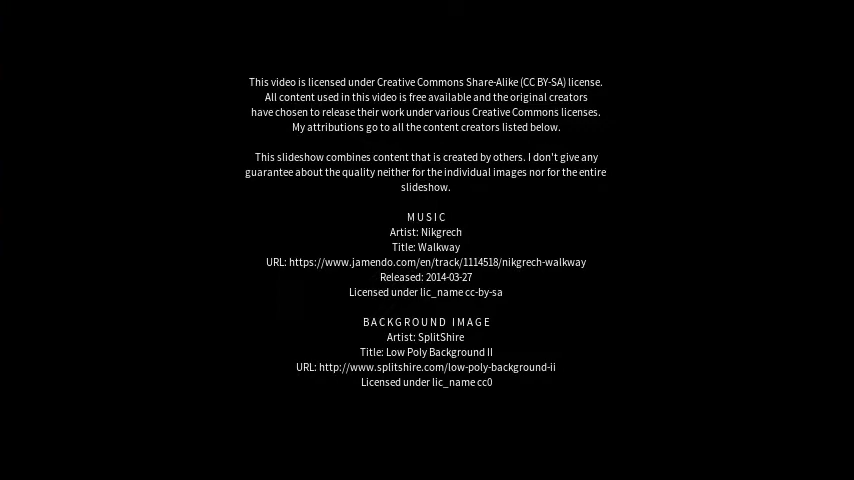 This video is licensed under Creative Commons Share-Alike (CC BY-SA) license.
All content used in this video is free available and the original creators
have chosen to release their work under various Creative Commons licenses.
My attributions go to all the content creators listed below.
This slideshow combines content that is created by others. I don't give any
guarantee about the quality neither for the individual images nor for the entire
slideshow.
MUSIC
Artist: Nikgrech
Title: Walkway
URL: https://www.jamendo.com/en/track/1114518/nikgrech-walkway
Released: 2014-03-27
Licensed under lic_name cc-by-sa
BACKGROUND IMAGE
Artist: SplitShire
Title: Low Poly Background II
URL: http://www.splitshire.com/low-poly-background-ii
Licensed under lic_name cc0